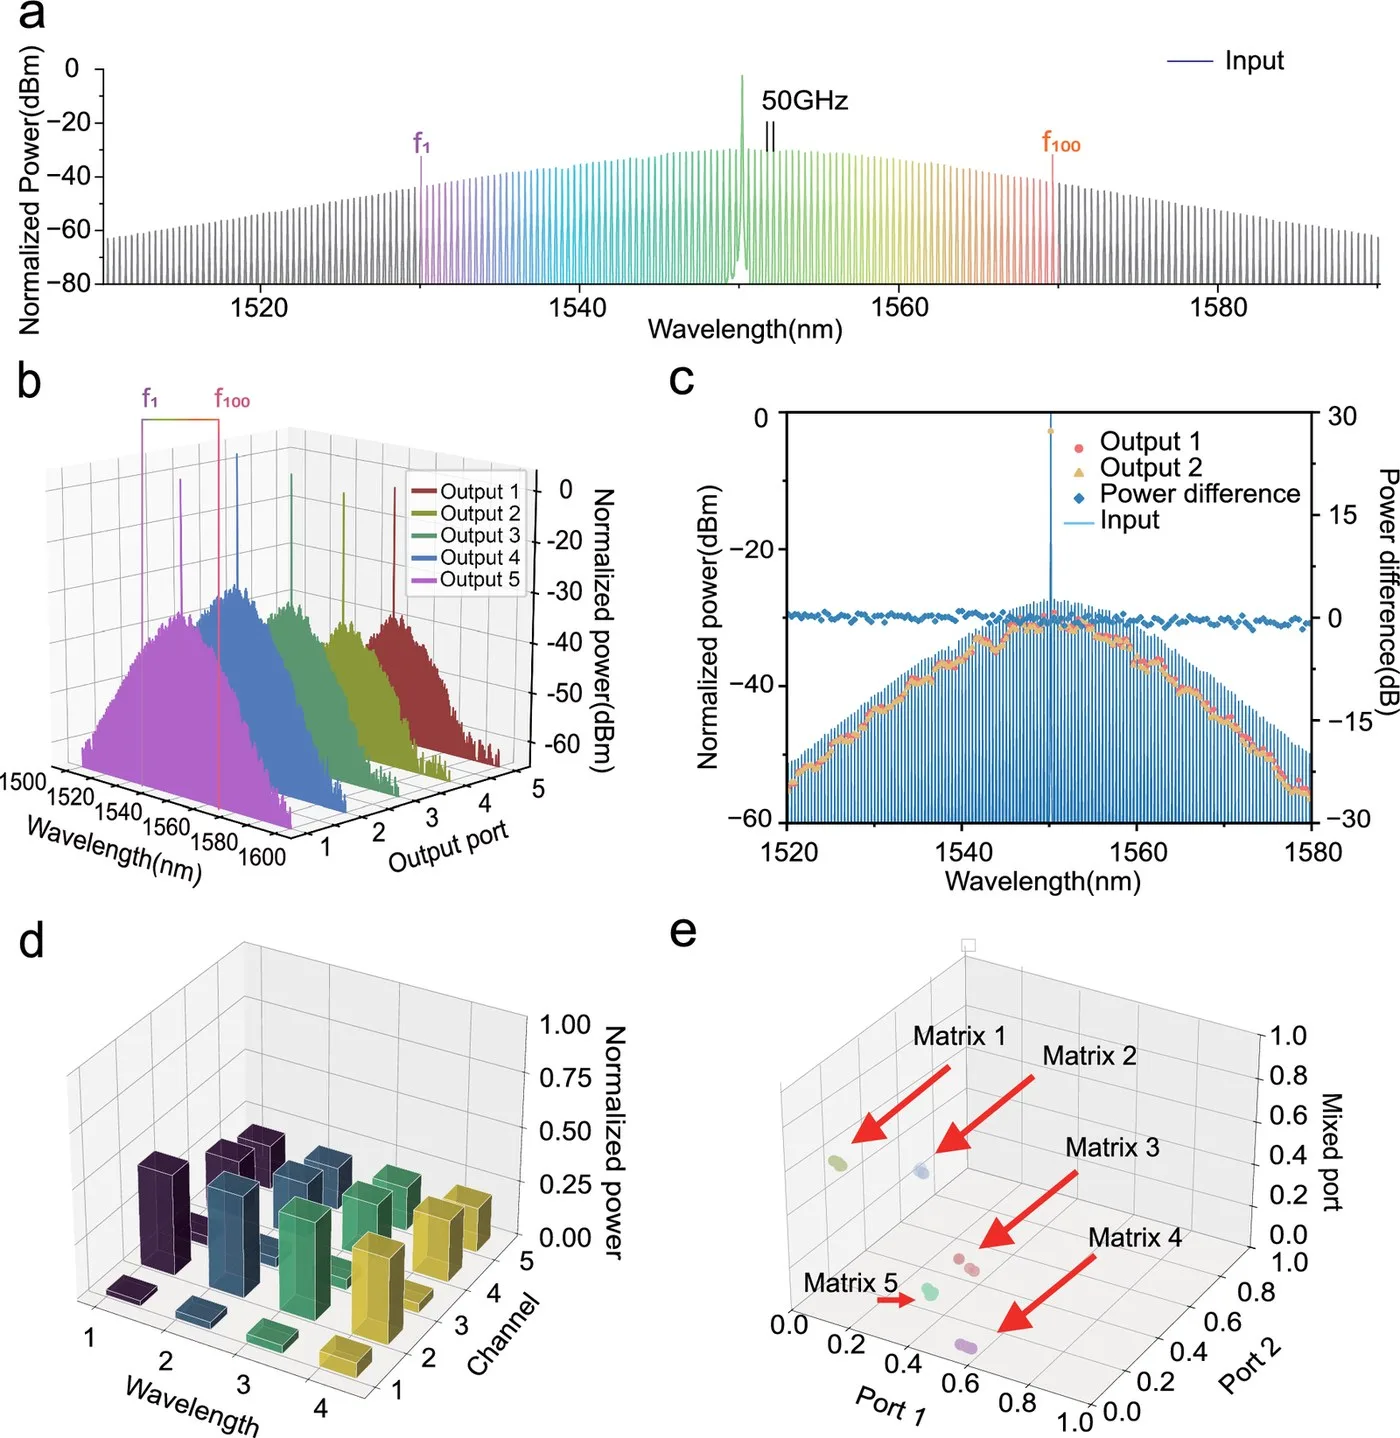 a
Normalized Power(dBm)
0
−20
−40
−60
−80
f₁
50GHz
f₁₀₀
Input
1520
1540
1560
1580
Wavelength(nm)
b
f₁
f₁₀₀
Output 1
Output 2
Output 3
Output 4
Output 5
0
-20
-30
-40
-50
-60
Normalized power(dBm)
1500
1520
1540
1560
1580
1600
Wavelength(nm)
1
2
3
4
5
Output port
c
Normalized power(dBm)
0
−20
−40
−60
Output 1
Output 2
Power difference
Input
30
15
0
−15
−30
Power difference(dB)
1520
1540
1560
1580
Wavelength(nm)
d
1.00
0.75
0.50
0.25
0.00
Normalized power
1
2
3
4
Wavelength
1
2
3
4
5
Channel
e
Matrix 1
Matrix 2
Matrix 3
Matrix 4
Matrix 5
1.0
0.8
0.6
0.4
0.2
0.0
Mixed port
0.0
0.2
0.4
0.6
0.8
1.0
Port 1
0.0
0.2
0.4
0.6
0.8
1.0
Port 2